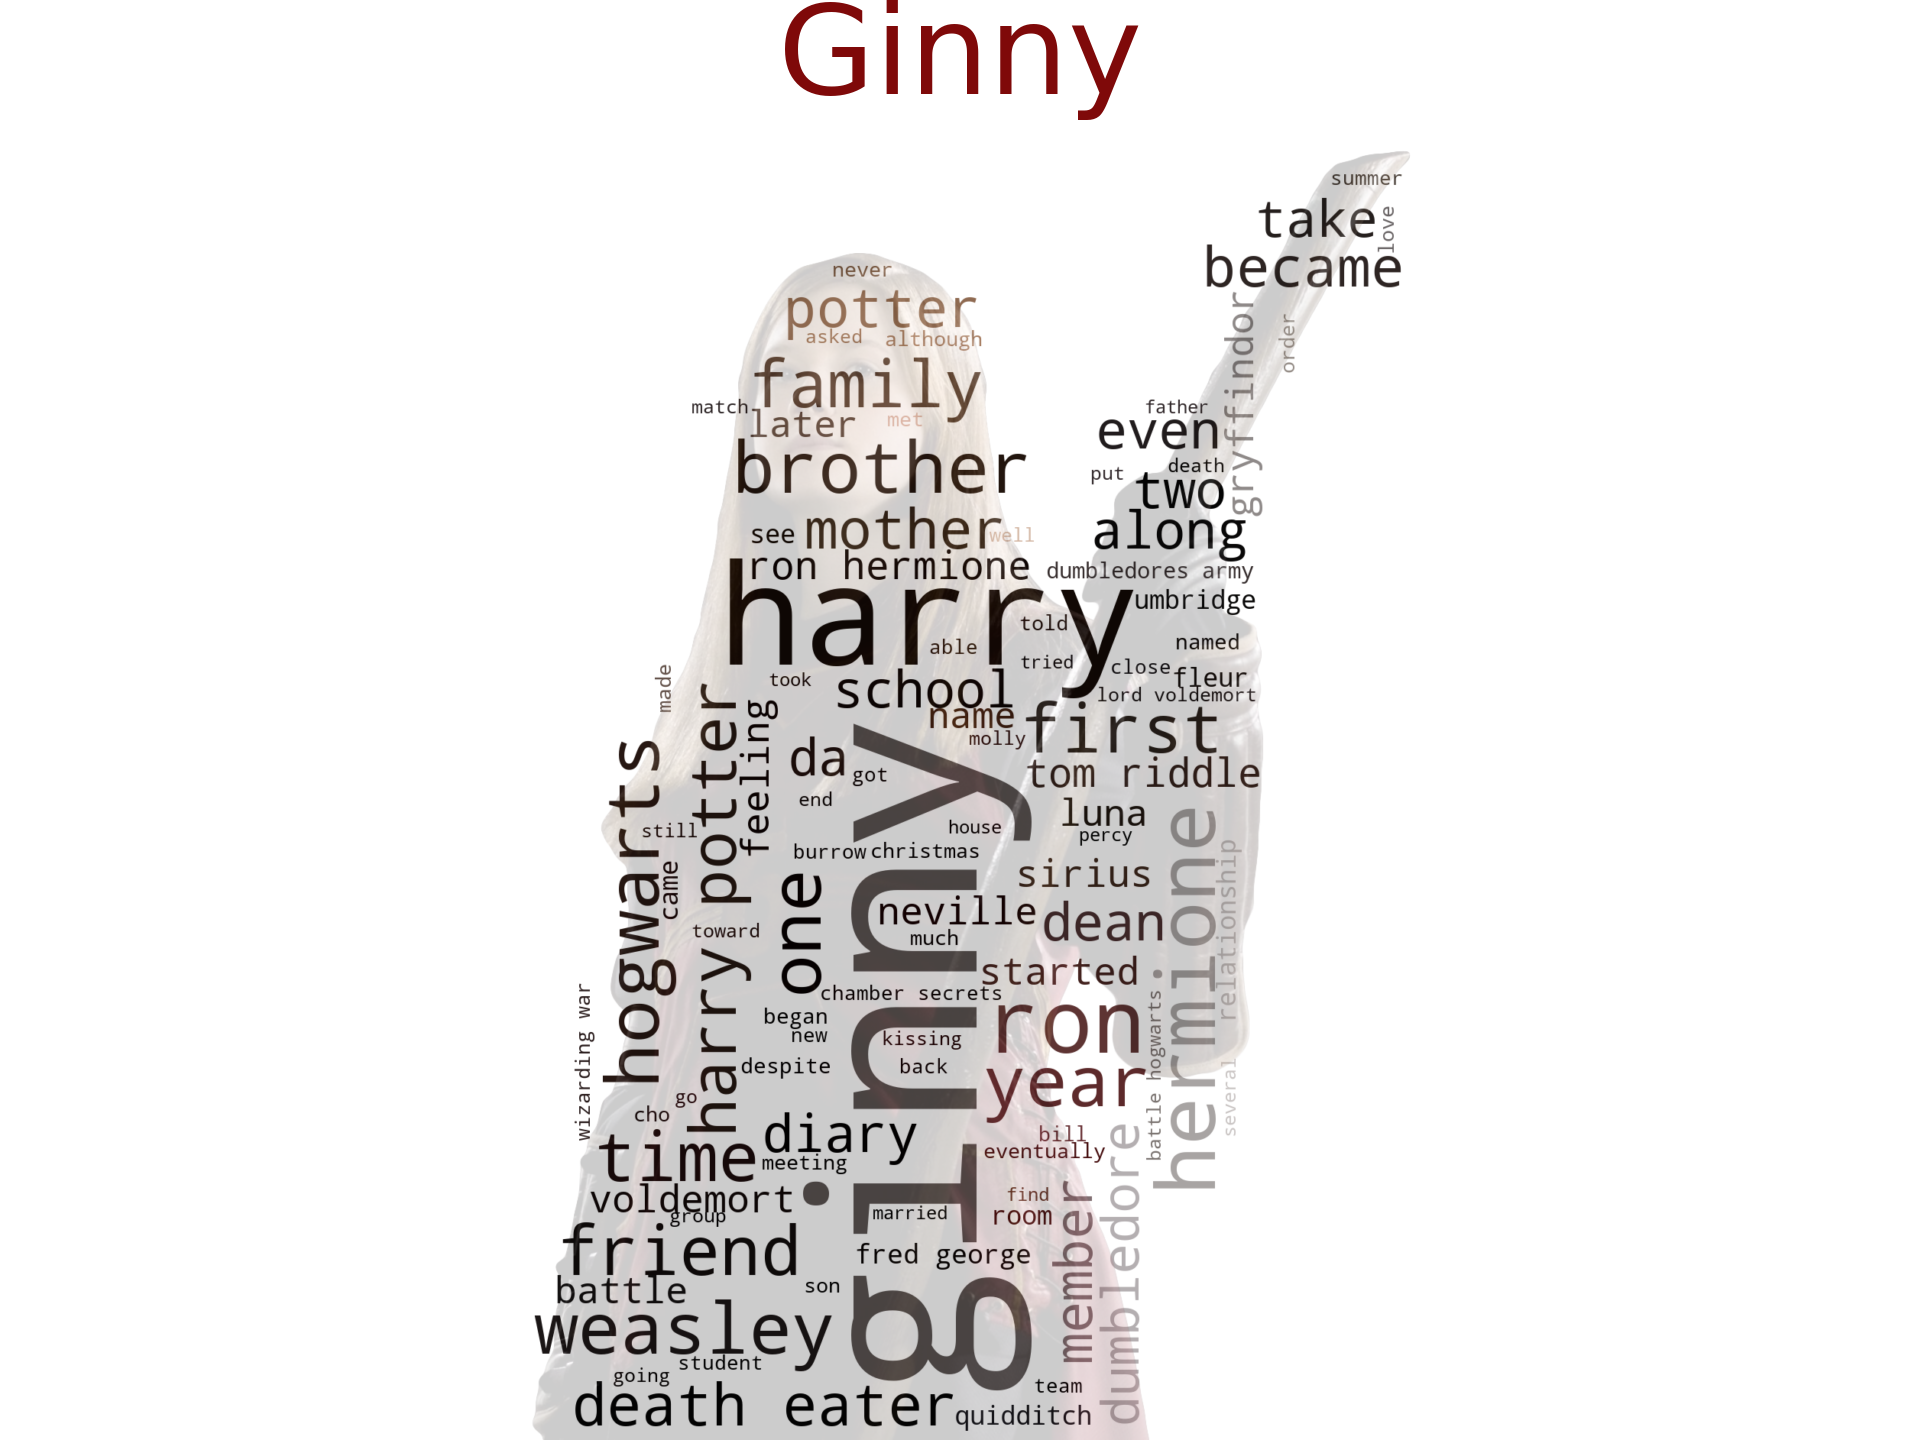 Ginny
summer
take
love
became
never
potter
asked although
gryffindor
order
family
match
later
met
father
even
brother
put
death
two
see
mother
well
along
ron hermione
dumbledores army
harry
umbridge
told
able
tried
named
close
fleur
made
took
school
lord voldemort
name
first
molly
harry potter
feeling
hogwarts
da
got
tom riddle
end
luna
house
percy
still
burrow
christmas
ginny
hermione
relationship
came
one
sirius
neville
dean
much
toward
started
chamber secrets
wizarding war
began
new
kissing
ron
battle hogwarts
despite
back
year
several
go
cho
diary
bill
eventually
time
meeting
dumbledore
voldemort
group
married
find
room
member
friend
fred george
battle
son
weasley
student
going
team
death eater
quidditch